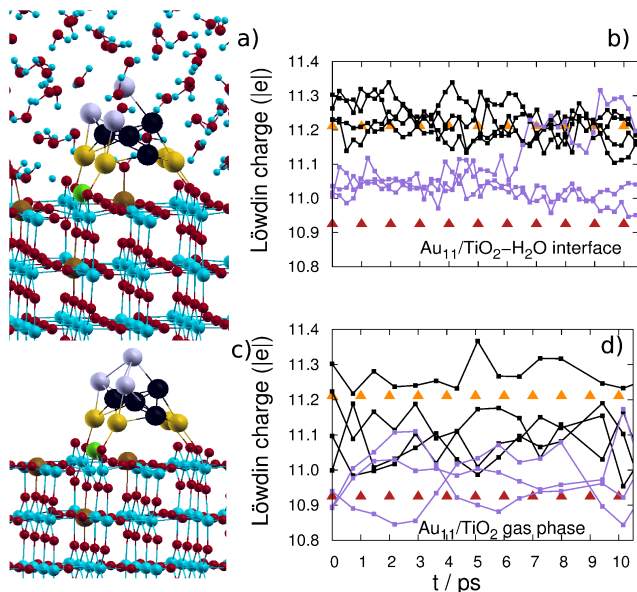 a)
b)
11.4
11.3
11.2
11.1
11.0
10.9
10.8
Löwdin charge (|e|)
Au11/TiO2−H2O interface
c)
d)
11.4
11.3
11.2
11.1
11.0
10.9
10.8
Löwdin charge (|e|)
Au11/TiO2 gas phase
0 1 2 3 4 5 6 7 8 9 10
t / ps